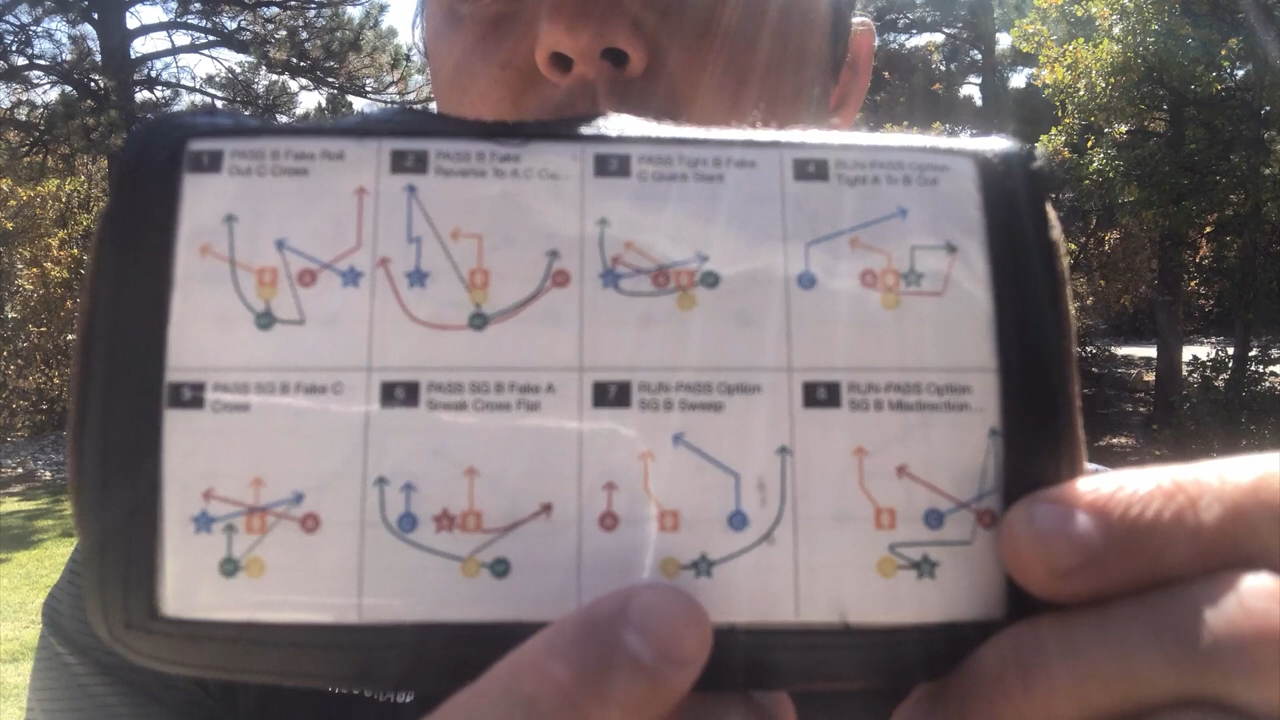 1 PASS B Fake Roll
Out C Cross
2 PASS B Fake
Reverse To A C
3 PASS Tight B Fake
C Quick Slant
4 RUN-PASS Option
Tight A To B Out
5 PASS SG B Fake C
Cross
6 PASS SG B Fake A
Sneak Cross Flat
7 RUN-PASS Option
SG B Sweep
8 RUN-PASS Option
SG B Misdirection...